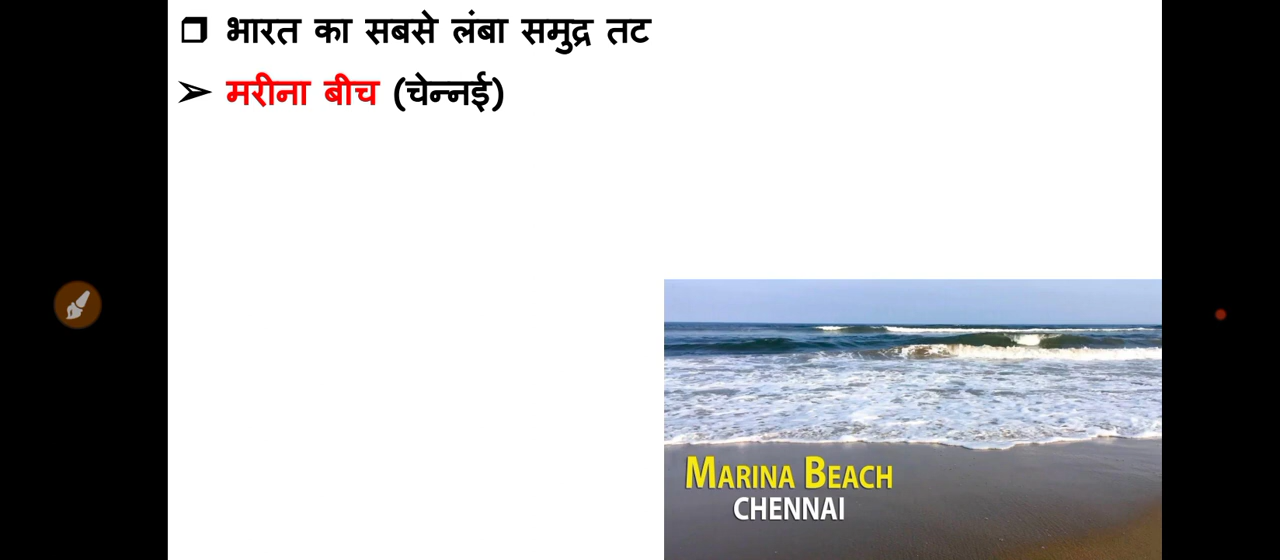 भारत का सबसे लंबा समुद्र तट
मरीना बीच (चेन्नई)
MARINA BEACH
CHENNAI